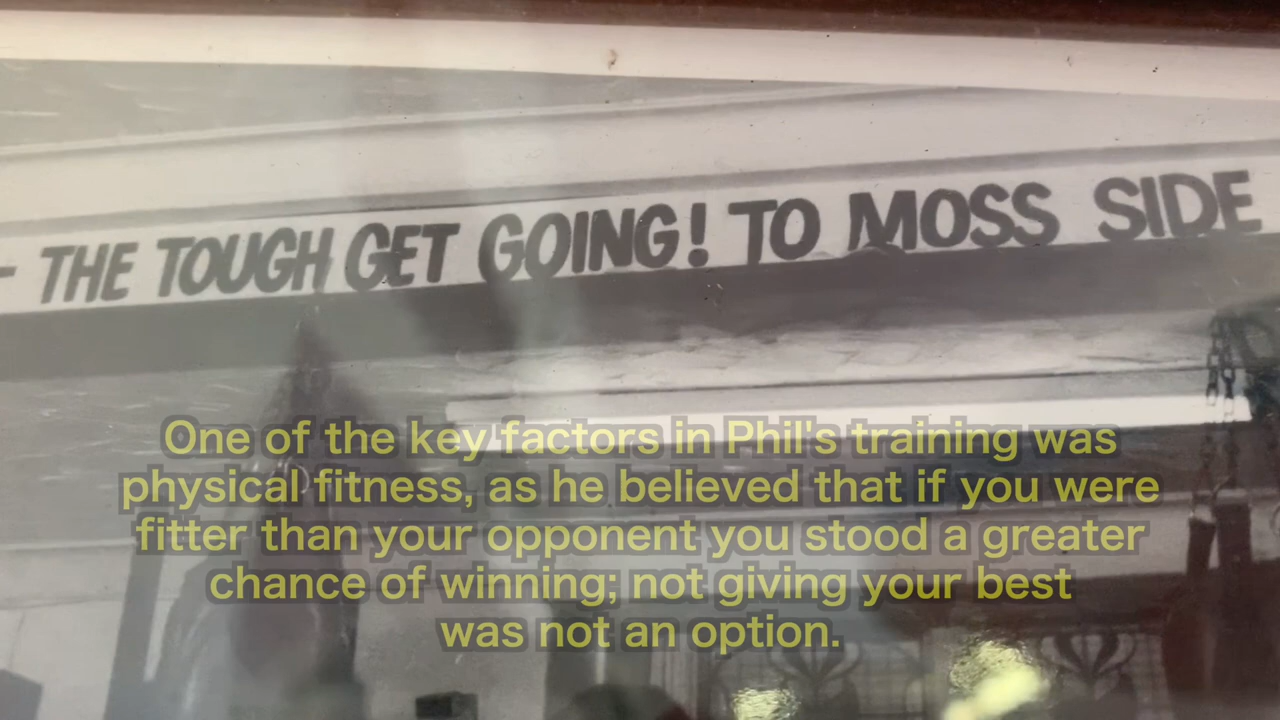 - THE TOUGH GET GOING! TO MOSS SIDE
One of the key factors in Phil's training was
physical fitness, as he believed that if you were
fitter than your opponent you stood a greater
chance of winning; not giving your best
was not an option.